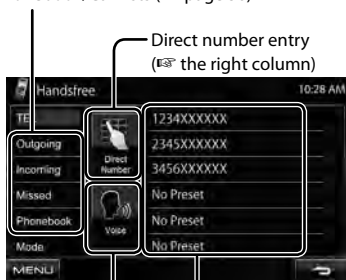 Direct number entry
(☞ the right column)
Handsfree 10:28 AM
TEL 1234XXXXXX
Outgoing 2345XXXXXX
Incoming Direct Number 3456XXXXXX
Missed No Preset
Phonebook Voice No Preset
Mode No Preset
MENU